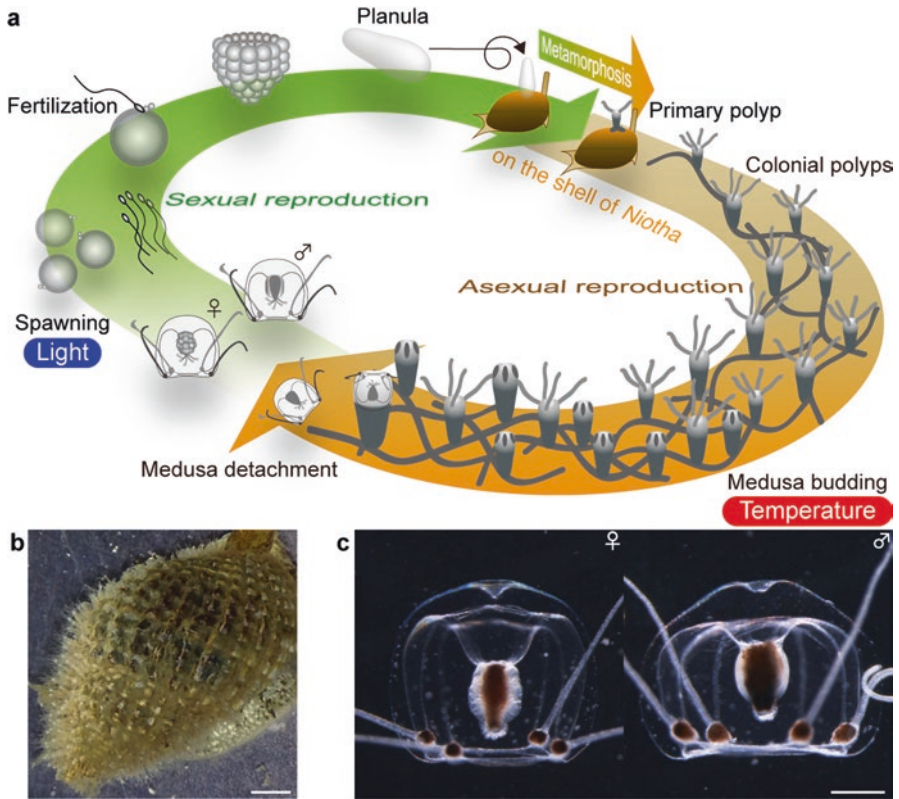 a
Planula
Metamorphosis
Fertilization
Primary polyp
Colonial polyps
on the shell of Niotha
Sexual reproduction
♂
♀
Asexual reproduction
Spawning
Light
Medusa detachment
Medusa budding
Temperature
b
c
♀
♂